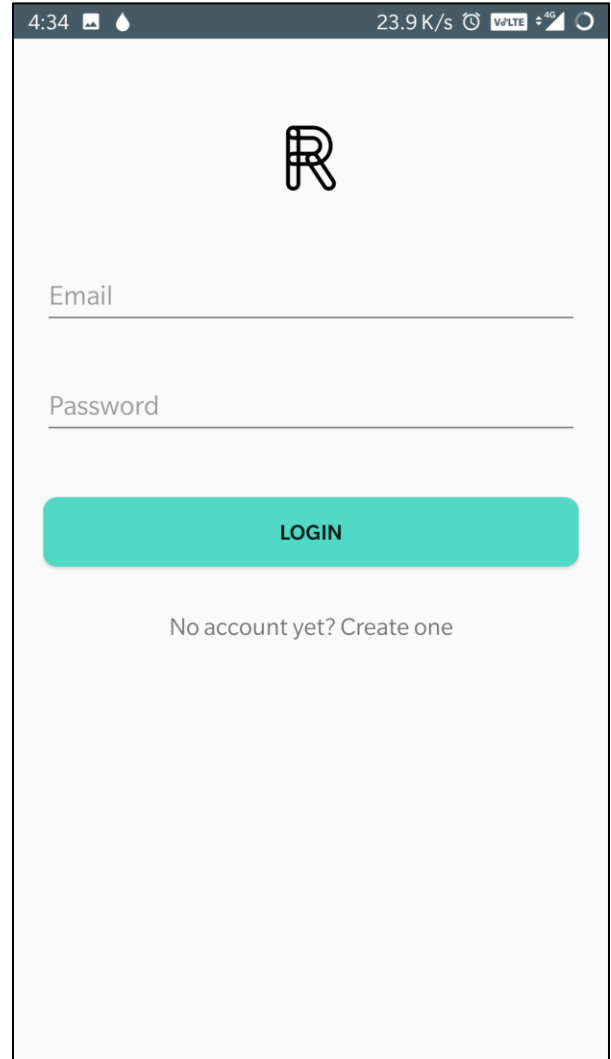 4:34 23.9 K/s VoLTE 4G
R
Email
Password
LOGIN
No account yet? Create one